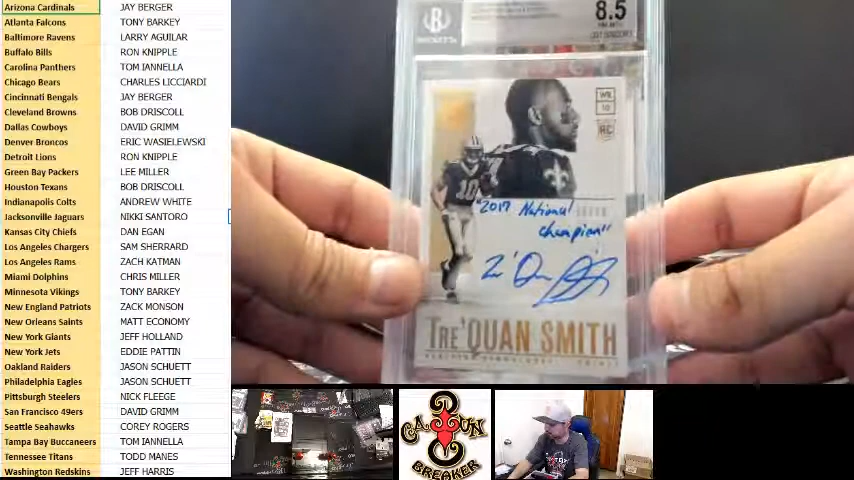 Arizona Cardinals JAY BERGER
Atlanta Falcons TONY BARKEY
Baltimore Ravens LARRY AGUILAR
Buffalo Bills RON KNIPPLE
Carolina Panthers TOM IANNELLA
Chicago Bears CHARLES LICCIARDI
Cincinnati Bengals JAY BERGER
Cleveland Browns BOB DRISCOLL
Dallas Cowboys DAVID GRIMM
Denver Broncos ERIC WASIELEWSKI
Detroit Lions RON KNIPPLE
Green Bay Packers LEE MILLER
Houston Texans BOB DRISCOLL
Indianapolis Colts ANDREW WHITE
Jacksonville Jaguars NIKKI SANTORO
Kansas City Chiefs DAN EGAN
Los Angeles Chargers SAM SHERRARD
Los Angeles Rams ZACH KATMAN
Miami Dolphins CHRIS MILLER
Minnesota Vikings TONY BARKEY
New England Patriots ZACK MONSON
New Orleans Saints MATT ECONOMY
New York Giants JEFF HOLLAND
New York Jets EDDIE PATTIN
Oakland Raiders JASON SCHUETT
Philadelphia Eagles JASON SCHUETT
Pittsburgh Steelers NICK FLEEGE
San Francisco 49ers DAVID GRIMM
Seattle Seahawks COREY ROGERS
Tampa Bay Buccaneers TOM IANNELLA
Tennessee Titans TODD MANES
Washington Redskins JEFF HARRIS
B
8.5
WR
10
RC
10
"2017 National
Champion"
Tre'Quan Smith
CAJUN
BREAKER